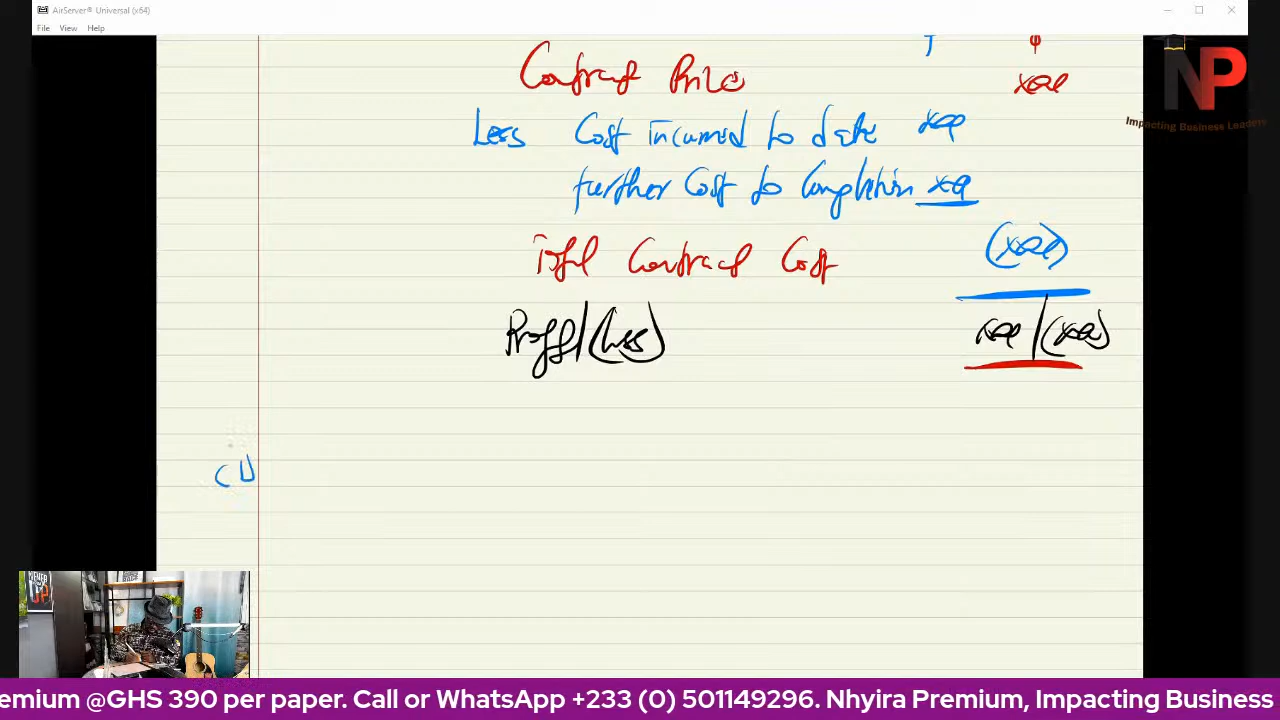 AirServer® Universal (x64)
File View Help
NP
Impacting Business Leaders
Contract Price xxx
Less Cost incurred to date xxx
further Cost to Completion xxx
Total Contract Cost (xxx)
Profit/(Loss) xxx/(xxx)
emium @GHS 390 per paper. Call or WhatsApp +233 (0) 501149296. Nhyira Premium, Impacting Business